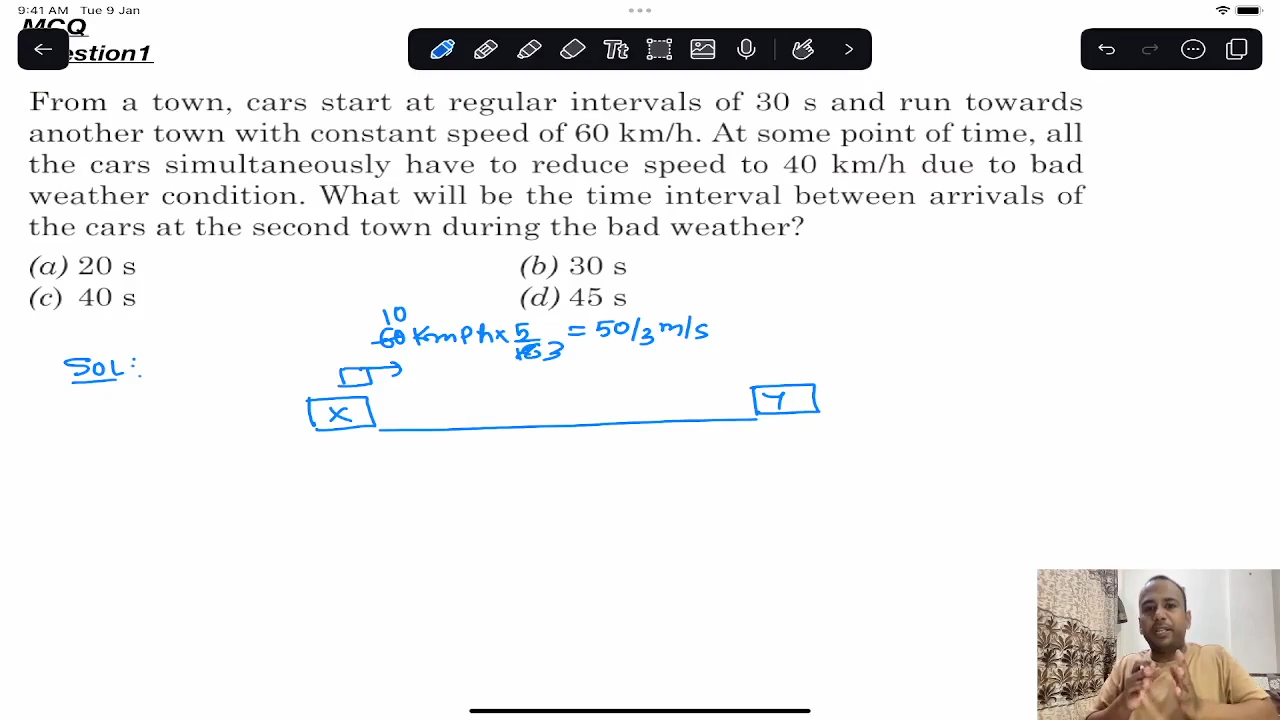 9:41 AM Tue 9 Jan
MCQ
estion1
Tt
From a town, cars start at regular intervals of 30 s and run towards
another town with constant speed of 60 km/h. At some point of time, all
the cars simultaneously have to reduce speed to 40 km/h due to bad
weather condition. What will be the time interval between arrivals of
the cars at the second town during the bad weather?
(a) 20 s (b) 30 s
(c) 40 s (d) 45 s
10
60 Kmph × 5/18 3 = 50/3 m/s
SOL:
X Y